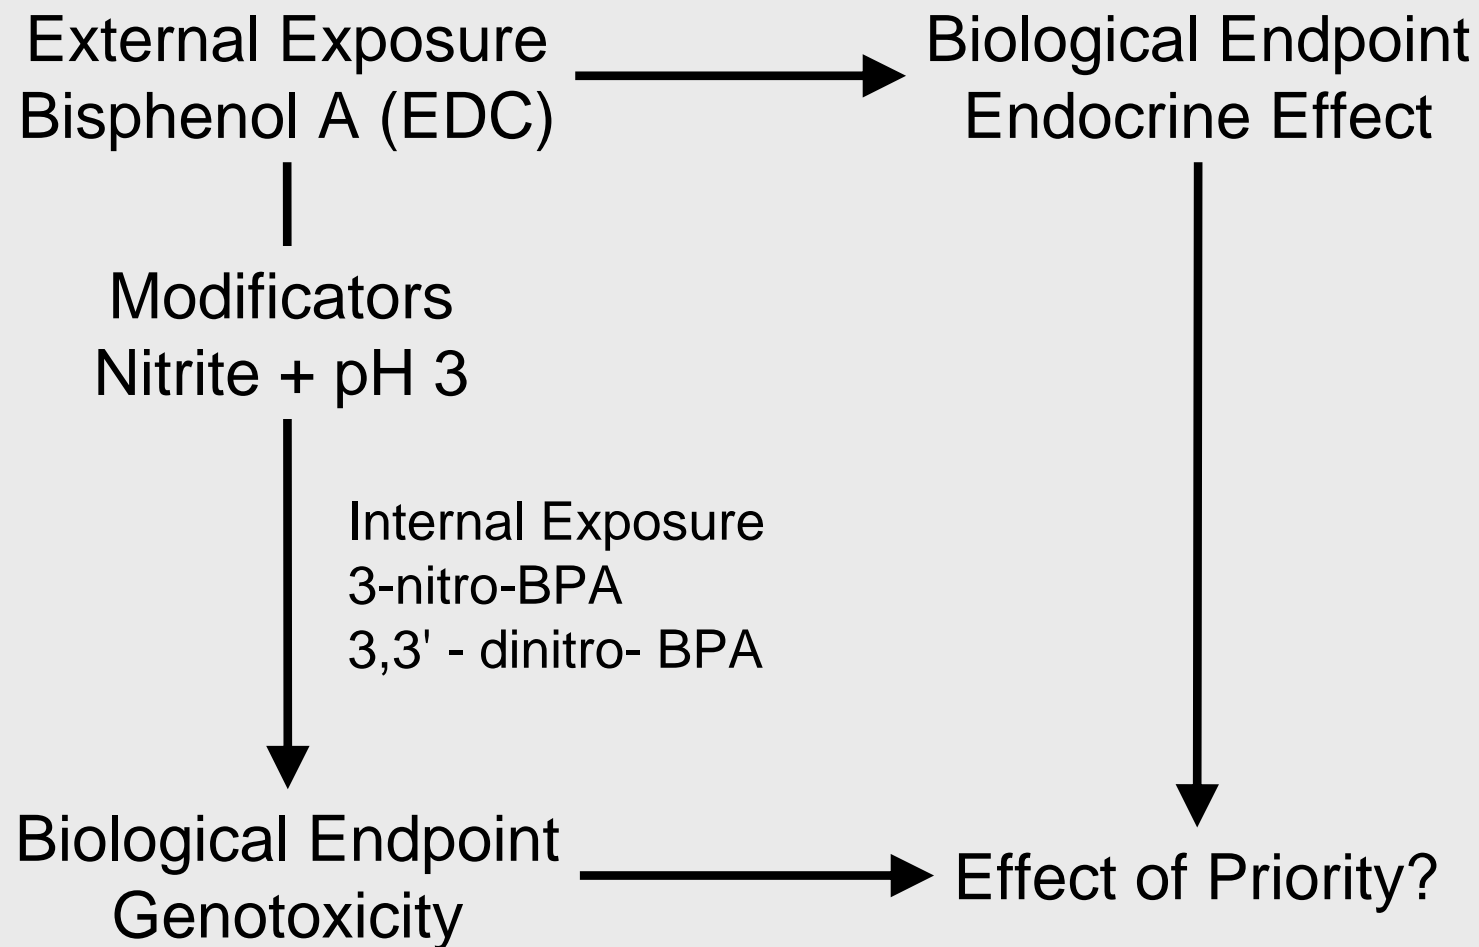 External Exposure
Bisphenol A (EDC)
Biological Endpoint
Endocrine Effect
Modificators
Nitrite + pH 3
Internal Exposure
3-nitro-BPA
3,3' - dinitro- BPA
Biological Endpoint
Genotoxicity
Effect of Priority?